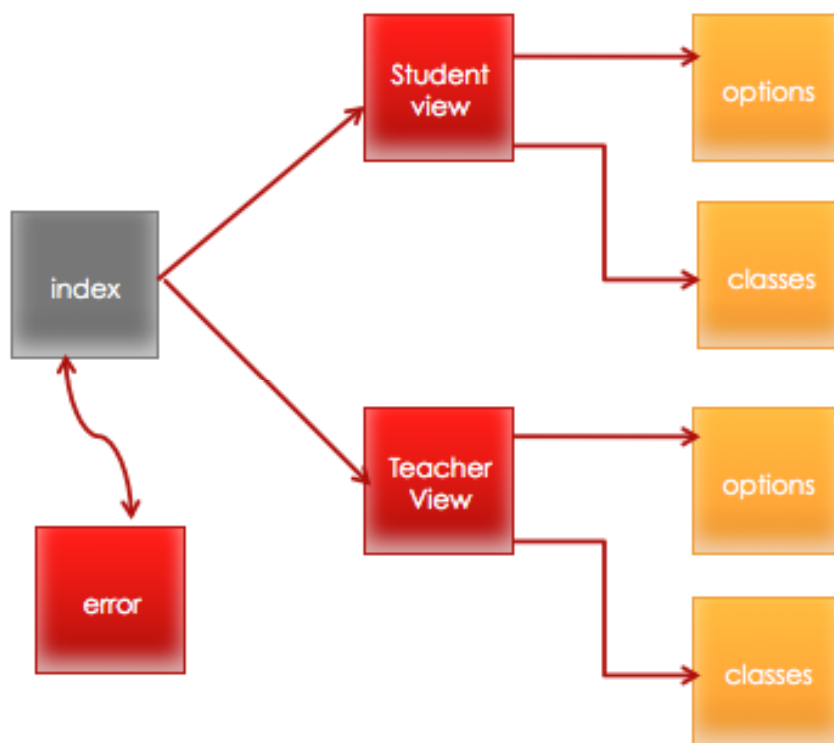 Student
view
options
classes
index
Teacher
View
options
error
classes